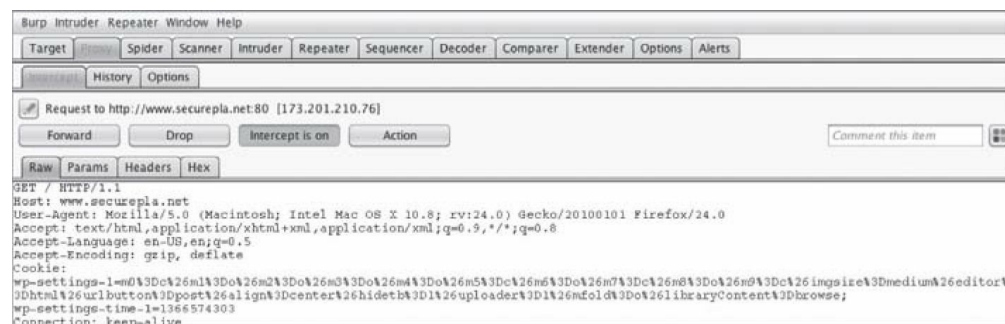 Burp Intruder Repeater Window Help
Target Proxy Spider Scanner Intruder Repeater Sequencer Decoder Comparer Extender Options Alerts
Intercept History Options
Request to http://www.securepla.net:80 [173.201.210.76]
Forward Drop Intercept is on Action Comment this item
Raw Params Headers Hex
GET / HTTP/1.1
Host: www.securepla.net
User-Agent: Mozilla/5.0 (Macintosh; Intel Mac OS X 10.8; rv:24.0) Gecko/20100101 Firefox/24.0
Accept: text/html,application/xhtml+xml,application/xml;q=0.9,*/*;q=0.8
Accept-Language: en-US,en;q=0.5
Accept-Encoding: gzip, deflate
Cookie:
wp-settings-1=m0%3Dc%26m1%3Do%26m2%3Do%26m3%3Do%26m4%3Do%26m5%3Dc%26m6%3Do%26m7%3Dc%26m8%3Do%26m9%3Dc%26imgsize%3Dmedium%26editor%
3Dhtml%26urlbutton%3Dpost%26align%3Dcenter%26hidetb%3D1%26uploader%3D1%26mfold%3Do%26libraryContent%3Dbrowse;
wp-settings-time-1=1366574303
Connection: keep-alive